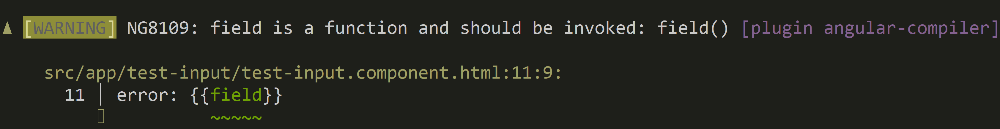 ▲ [WARNING] NG8109: field is a function and should be invoked: field() [plugin angular-compiler]
src/app/test-input/test-input.component.html:11:9:
11 │ error: {{field}}
~~~~~